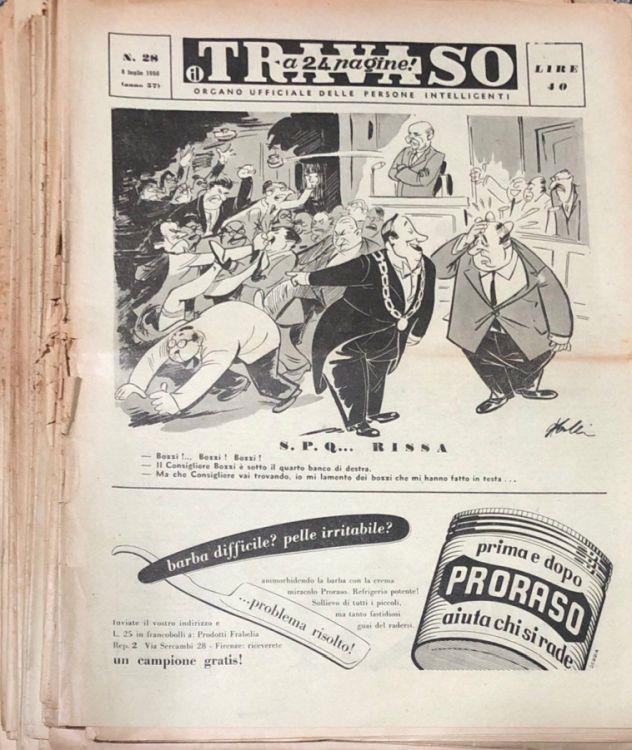 N. 28
8 luglio 1956
(anno 57)
il TRAVASO
a 24 pagine!
ORGANO UFFICIALE DELLE PERSONE INTELLIGENTI
LIRE
40
S. P. Q... RISSA
— Bozzi !... Bozzi ! Bozzi !
— Il Consigliere Bozzi è sotto il quarto banco di destra.
— Ma che Consigliere vai trovando, io mi lamento dei bozzi che mi hanno fatto in testa . . .
barba difficile? pelle irritabile?
...problema risolto!
ammorbidendo la barba con la crema
miracolo Proraso. Refrigerio potente!
Sollievo di tutti i piccoli,
ma tanto fastidiosi
guai del radersi.
Inviate il vostro indirizzo e
L. 25 in francobolli a: Prodotti Frabelia
Rep. 2 Via Sercambi 28 - Firenze: riceverete
un campione gratis!
prima e dopo
PRORASO
aiuta chi si rade